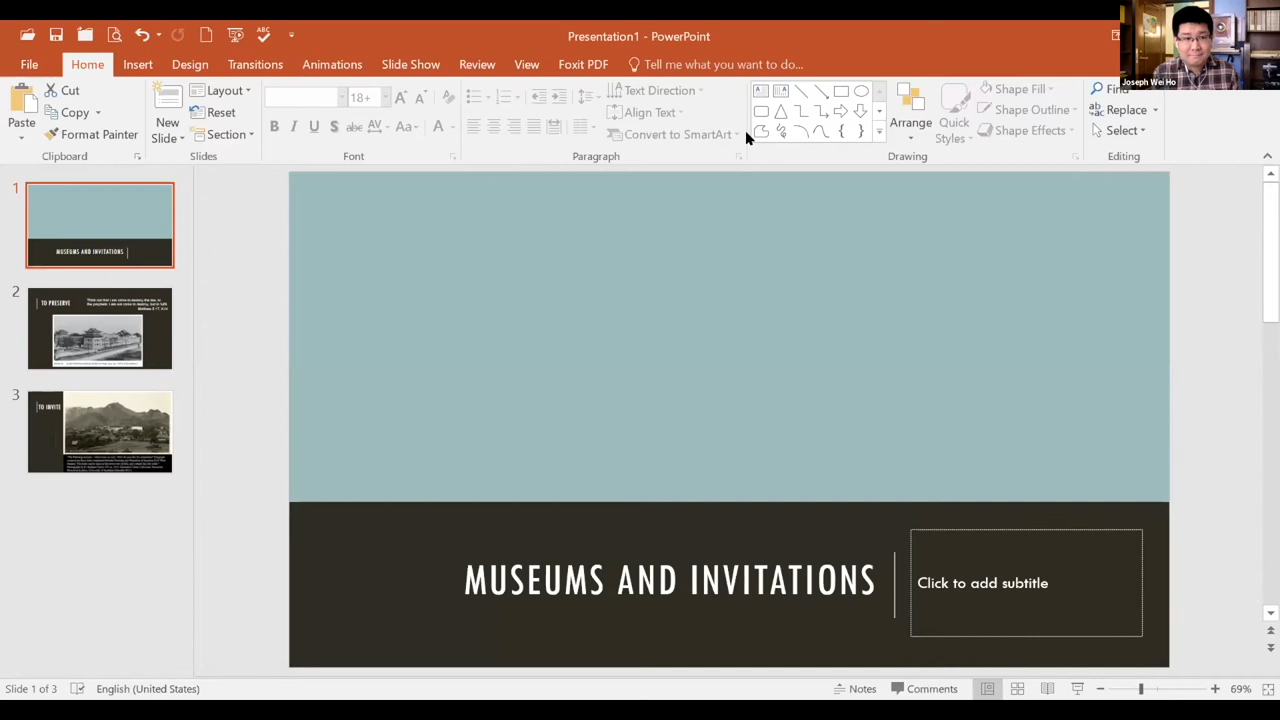 Presentation1 - PowerPoint
Joseph Wei Ho
File Home Insert Design Transitions Animations Slide Show Review View Foxit PDF Tell me what you want to do...
Paste
Cut
Copy
Format Painter
Clipboard
New Slide
Layout
Reset
Section
Slides
18+
B I U S abc AV Aa A
Font
Text Direction
Align Text
Convert to SmartArt
Paragraph
Arrange
Quick Styles
Shape Fill
Shape Outline
Shape Effects
Drawing
Find
Replace
Select
Editing
1
MUSEUMS AND INVITATIONS
2
TO PRESERVE
3
TO INVITE
MUSEUMS AND INVITATIONS
Click to add subtitle
Slide 1 of 3
English (United States)
Notes
Comments
69%